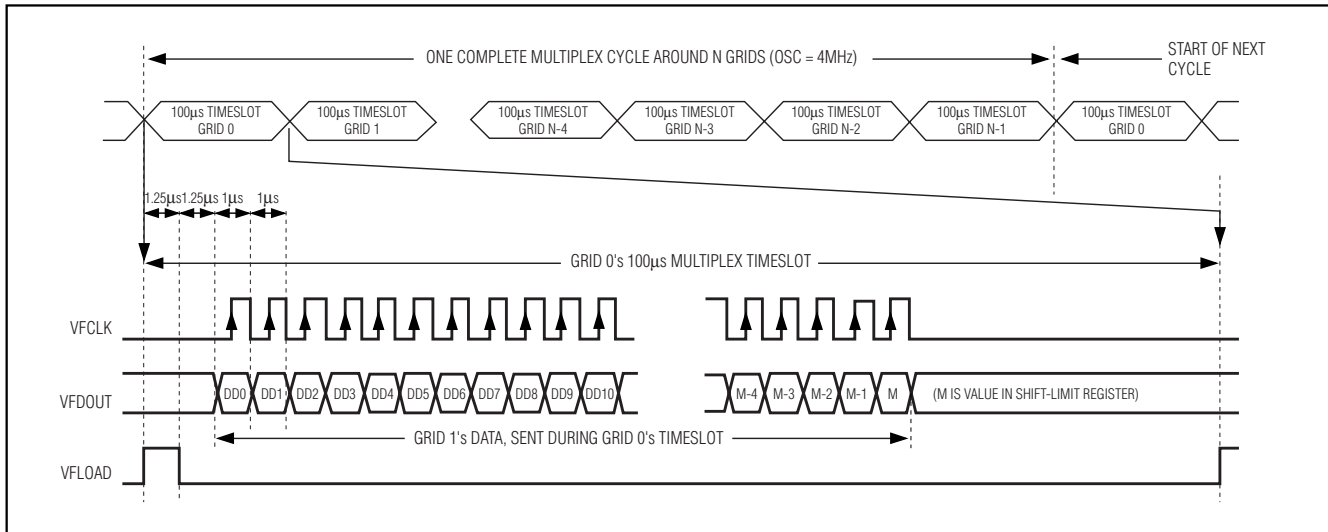 ONE COMPLETE MULTIPLEX CYCLE AROUND N GRIDS (OSC = 4MHz)
START OF NEXT
CYCLE
100μs TIMESLOT
GRID 0
100μs TIMESLOT
GRID 1
100μs TIMESLOT
GRID N-4
100μs TIMESLOT
GRID N-3
100μs TIMESLOT
GRID N-2
100μs TIMESLOT
GRID N-1
100μs TIMESLOT
GRID 0
1.25μs 1.25μs 1μs 1μs
GRID 0's 100μs MULTIPLEX TIMESLOT
VFCLK
VFDOUT DD0 DD1 DD2 DD3 DD4 DD5 DD6 DD7 DD8 DD9 DD10 M-4 M-3 M-2 M-1 M (M IS VALUE IN SHIFT-LIMIT REGISTER)
GRID 1's DATA, SENT DURING GRID 0's TIMESLOT
VFLOAD